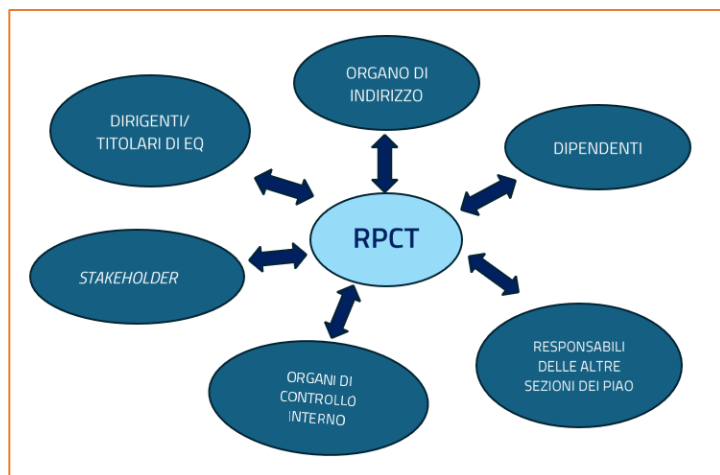 ORGANO DI
INDIRIZZO
DIRIGENTI/
TITOLARI DI EQ
DIPENDENTI
RPCT
STAKEHOLDER
RESPONSABILI
DELLE ALTRE
SEZIONI DEI PIAO
ORGANI DI
CONTROLLO
INTERNO